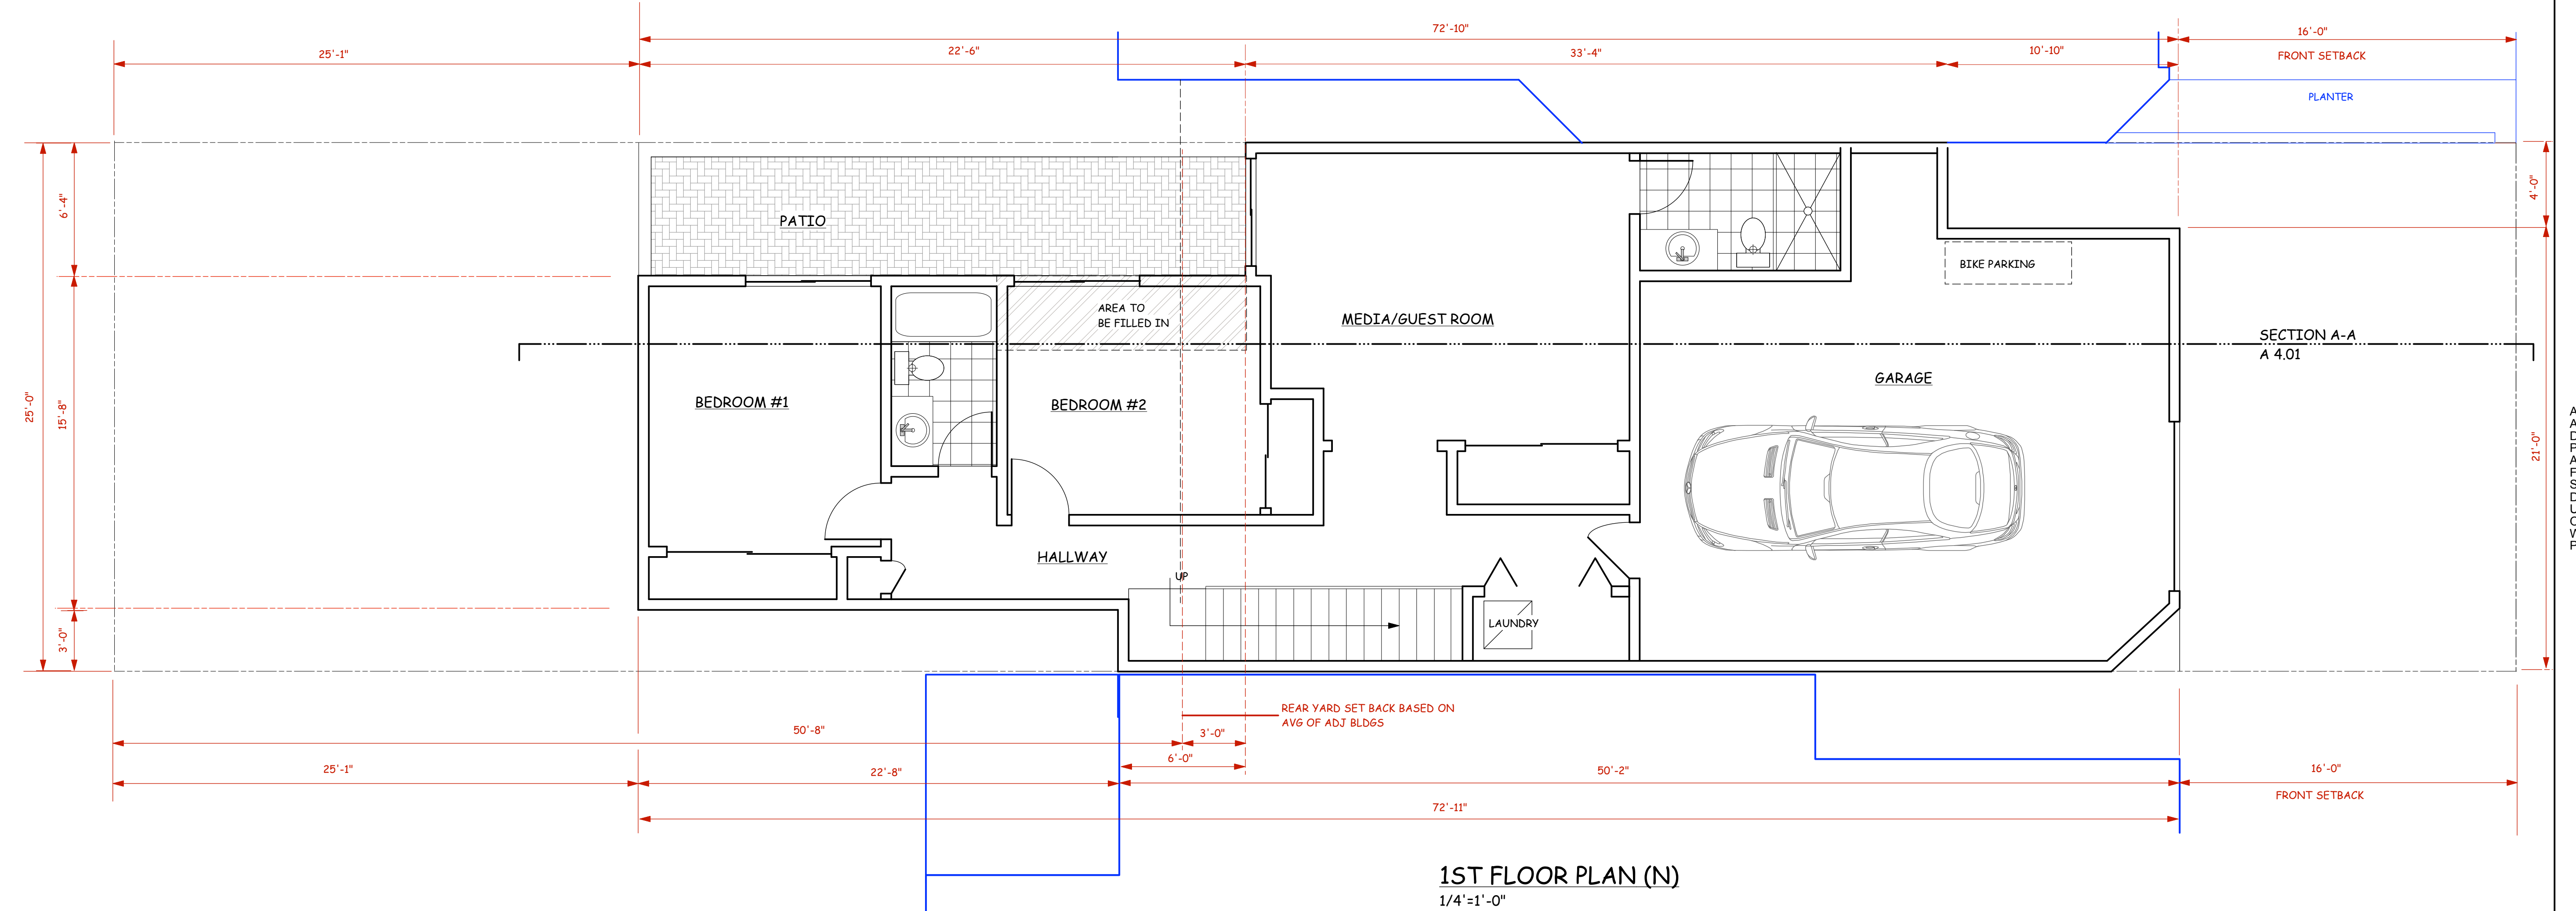 72'-10"
25'-1"
22'-6"
33'-4"
10'-10"
16'-0"
FRONT SETBACK
PLANTER
6'-4"
4'-0"
PATIO
BIKE PARKING
AREA TO
BE FILLED IN
MEDIA/GUEST ROOM
SECTION A-A
A 4.01
GARAGE
25'-0"
15'-8"
BEDROOM #1
BEDROOM #2
21'-0"
A
A
D
P
A
F
S
D
U
C
W
P
HALLWAY
UP
LAUNDRY
3'-0"
REAR YARD SET BACK BASED ON
AVG OF ADJ BLDGS
50'-8"
3'-0"
6'-0"
25'-1"
22'-8"
50'-2"
16'-0"
FRONT SETBACK
72'-11"
1ST FLOOR PLAN (N)
1/4'=1'-0"